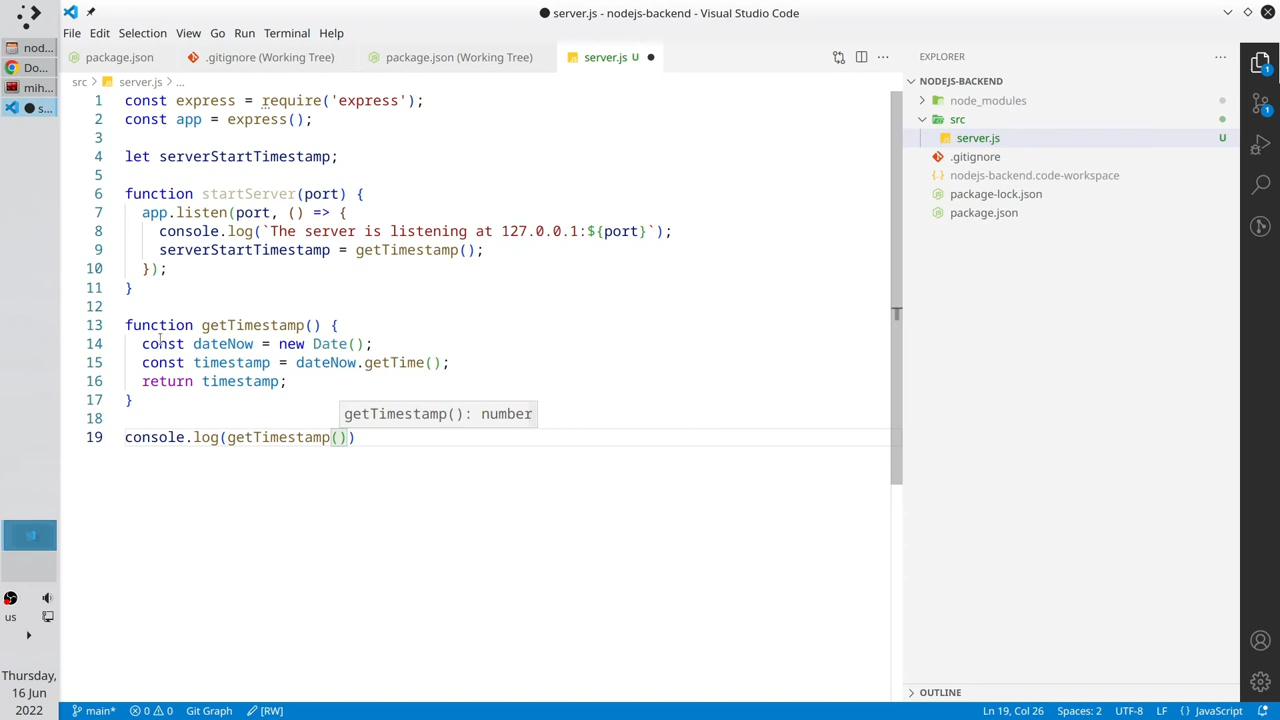 server.js - nodejs-backend - Visual Studio Code
File Edit Selection View Go Run Terminal Help
package.json
.gitignore (Working Tree)
package.json (Working Tree)
server.js U
src > server.js > ...
1 const express = require('express');
2 const app = express();
3
4 let serverStartTimestamp;
5
6 function startServer(port) {
7 app.listen(port, () => {
8 console.log(`The server is listening at 127.0.0.1:${port}`);
9 serverStartTimestamp = getTimestamp();
10 });
11 }
12
13 function getTimestamp() {
14 const dateNow = new Date();
15 const timestamp = dateNow.getTime();
16 return timestamp;
17 }
18
getTimestamp(): number
19 console.log(getTimestamp())
EXPLORER
NODEJS-BACKEND
node_modules
src
server.js U
.gitignore
nodejs-backend.code-workspace
package-lock.json
package.json
OUTLINE
1
1
nod...
Do...
mih...
s...
us
Thursday,
16 Jun
2022
main* 0 0 Git Graph [RW] Ln 19, Col 26 Spaces: 2 UTF-8 LF {} JavaScript